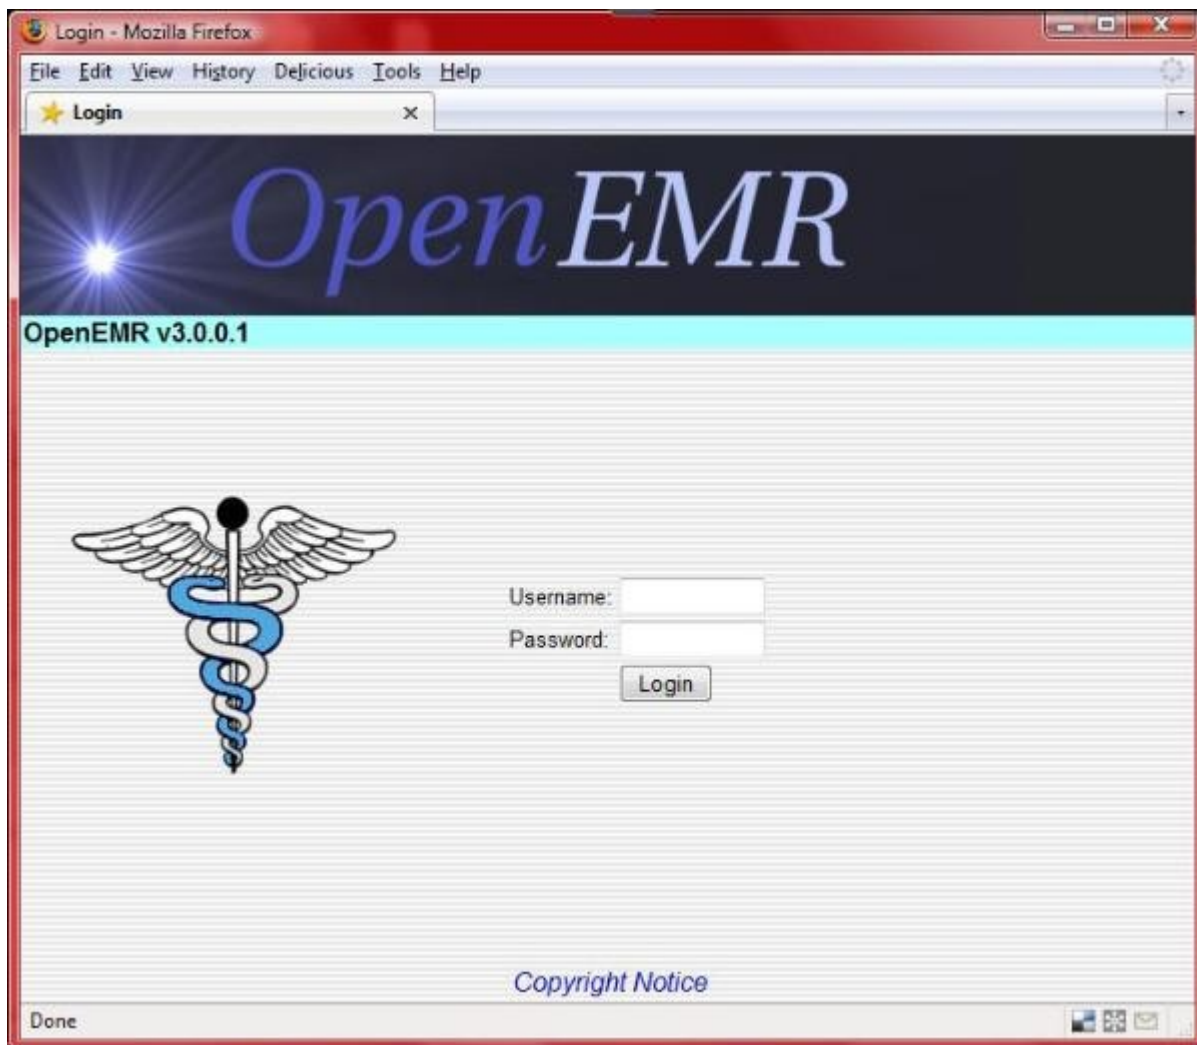 Login - Mozilla Firefox
File Edit View History Delicious Tools Help
Login
OpenEMR
OpenEMR v3.0.0.1
Username:
Password:
Login
Copyright Notice
Done